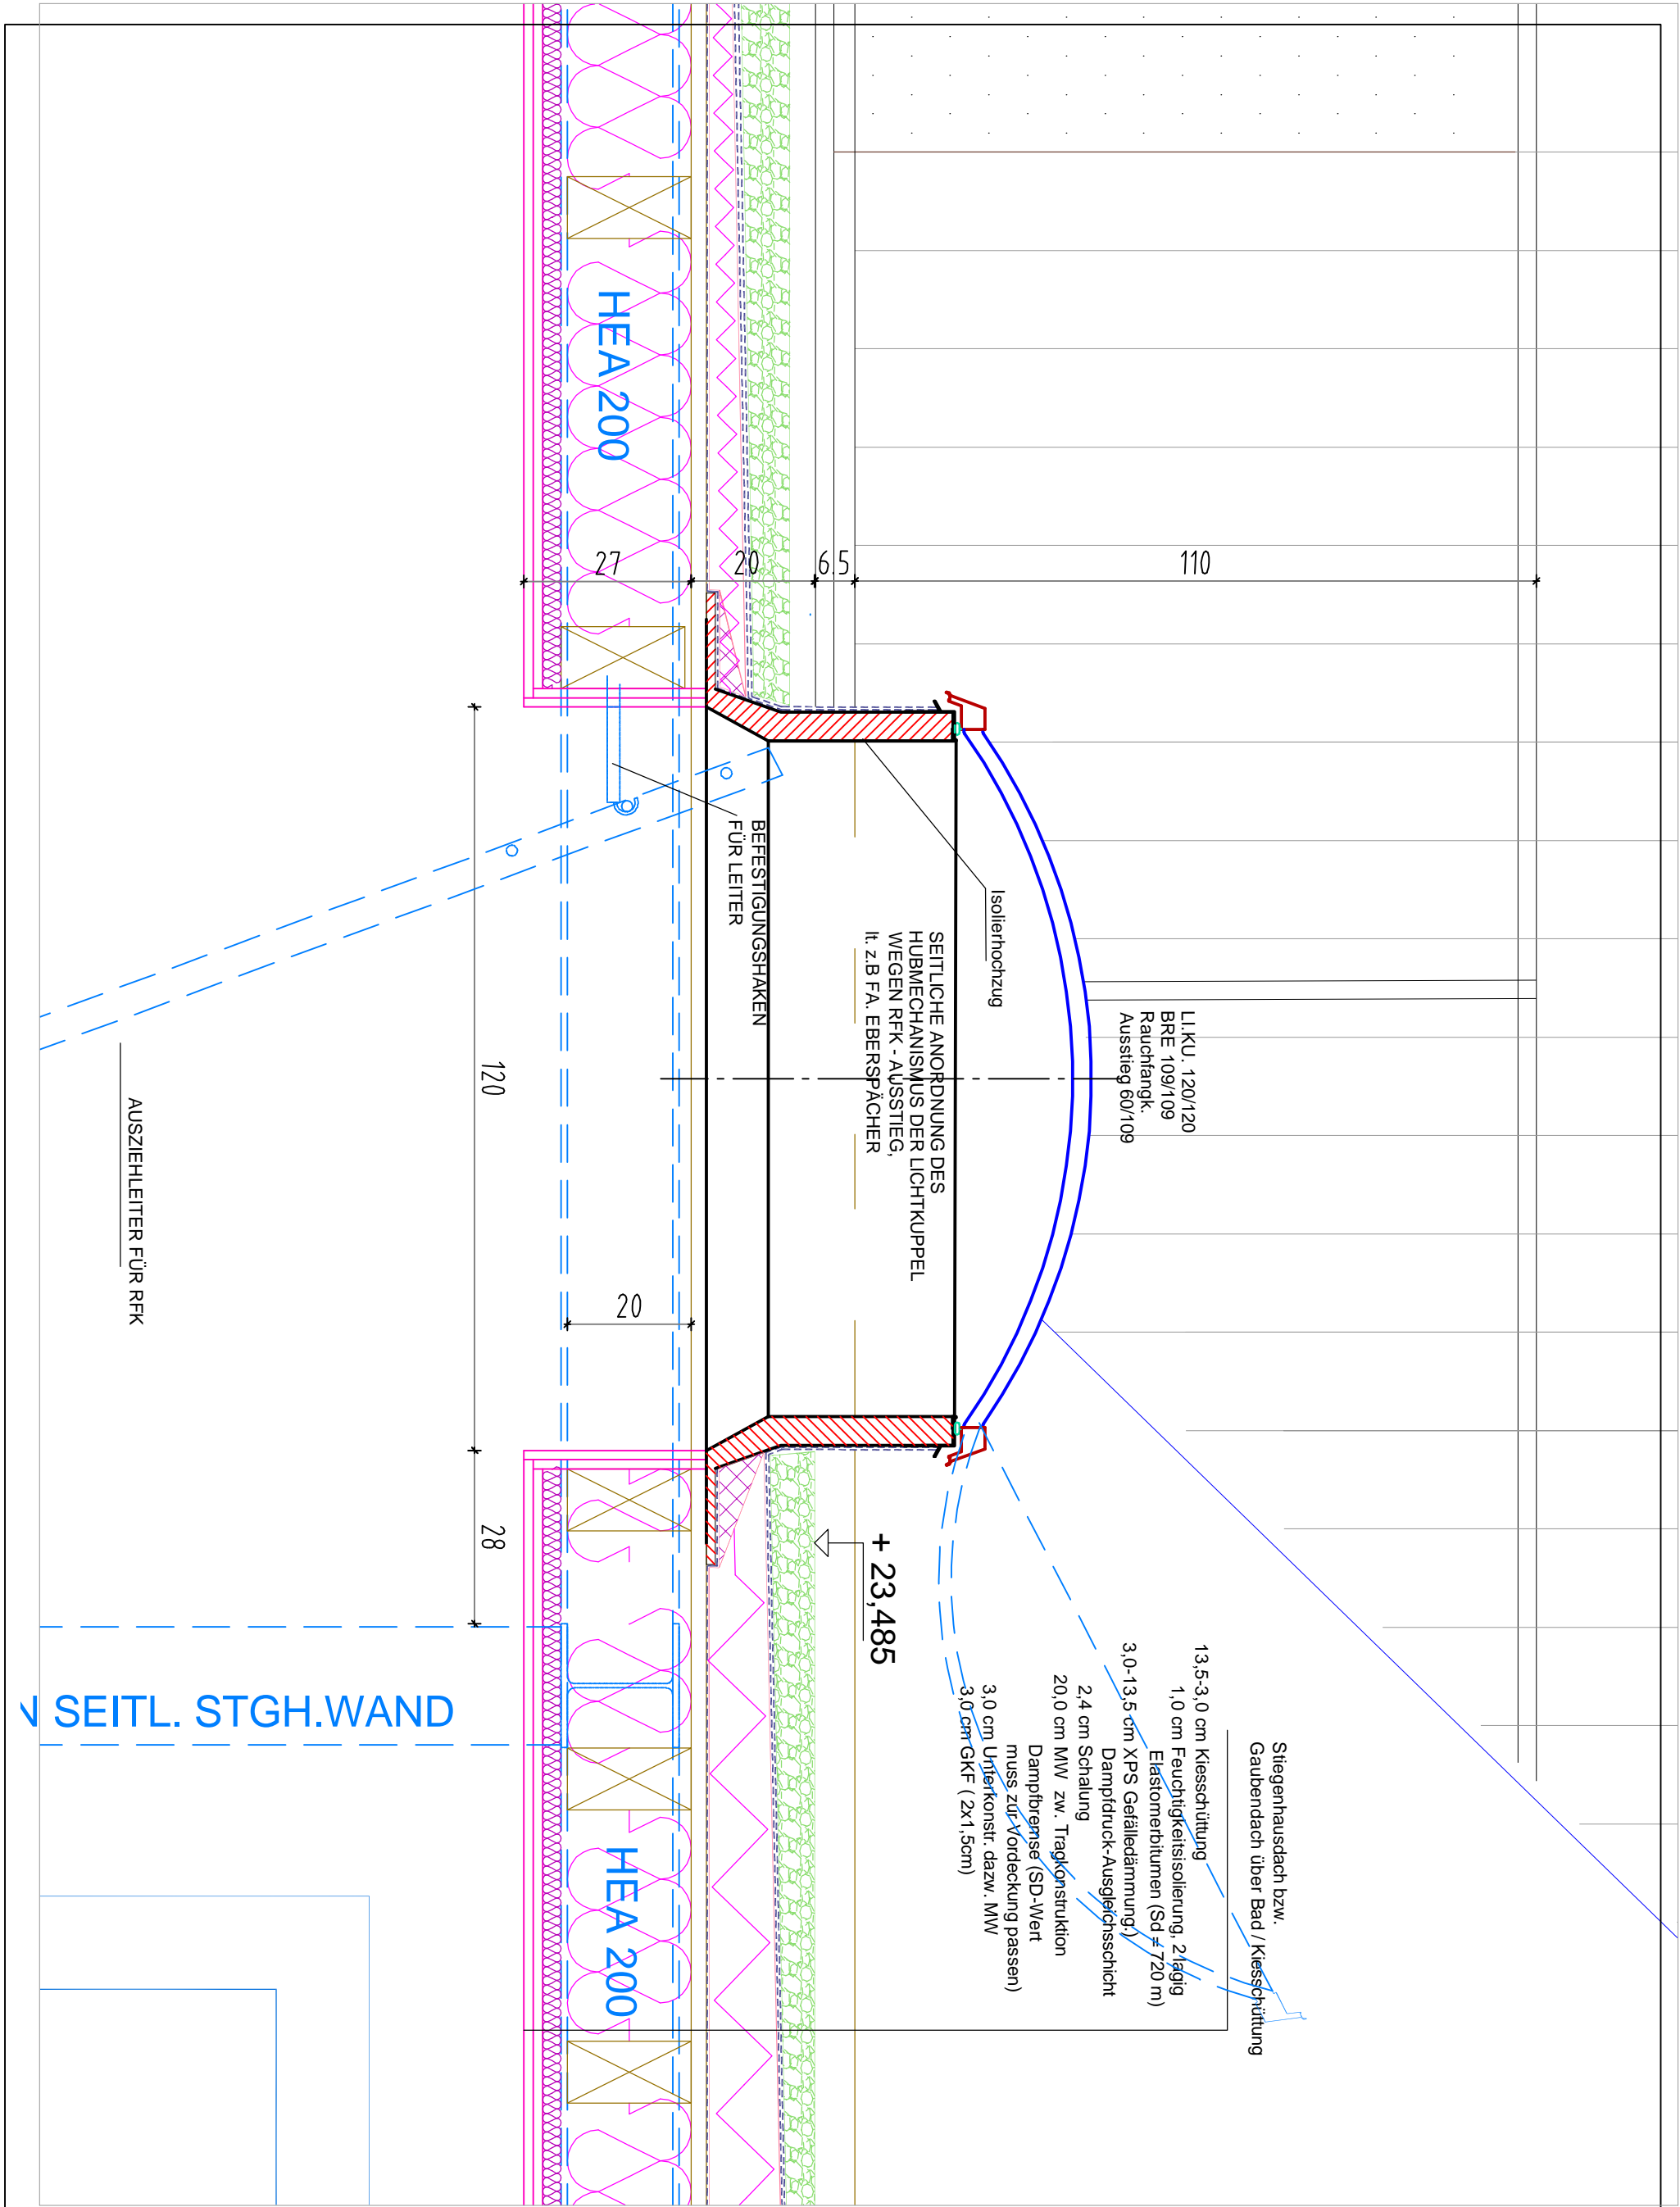 Stiegenhausdach bzw.
Gaubendach über Bad / Kiesschüttung
13,5-3,0 cm Kiesschüttung
1,0 cm Feuchtigkeitsisolierung, 2 lagig
Elastomerbitumen (Sd = 720 m)
3,0-13,5 cm XPS Gefälledämmung.)
Dampfdruck-Ausgleichsschicht
2,4 cm Schalung
20,0 cm MW zw. Tragkonstruktion
Dampfbremse (SD-Wert
muss zur Vordeckung passen)
3,0 cm Unterkonstr. dazw. MW
3,0 cm GKF ( 2x1,5cm)
LI.KU. 120/120
BRE 109/109
Rauchfangk.
Ausstieg 60/109
110
Isolierhochzug
SEITLICHE ANORDNUNG DES
HUBMECHANISMUS DER LICHTKUPPEL
WEGEN RFK - AUSSTIEG,
lt. z.B FA. EBERSPÄCHER
+ 23,485
6.5
20
27
BEFESTIGUNGSHAKEN
FÜR LEITER
HEA 200
20
HEA 200
120
28
AUSZIEHLEITER FÜR RFK
SEITL. STGH.WAND